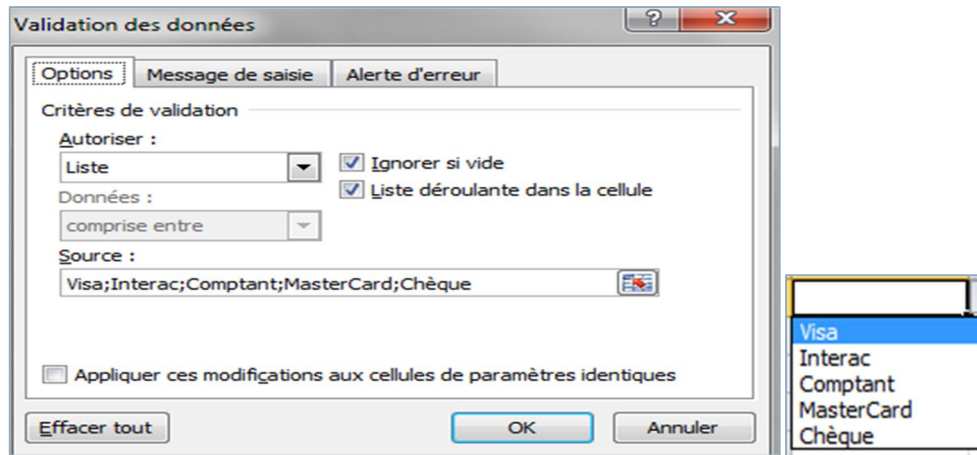 Validation des données
Options Message de saisie Alerte d'erreur
Critères de validation
Autoriser :
Liste
Ignorer si vide
Liste déroulante dans la cellule
Données :
comprise entre
Source :
Visa;Interac;Comptant;MasterCard;Chèque
Appliquer ces modifications aux cellules de paramètres identiques
Effacer tout OK Annuler
Visa
Interac
Comptant
MasterCard
Chèque